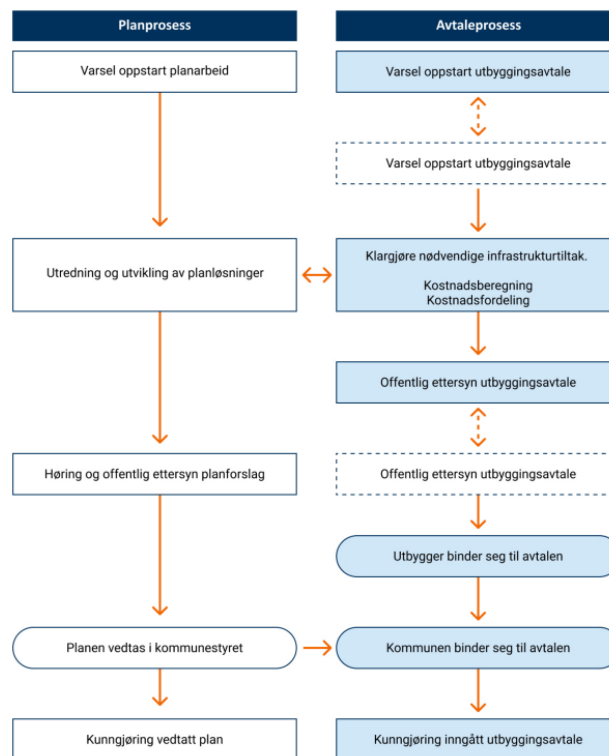 Planprosess
Avtaleprosess
Varsel oppstart planarbeid
Varsel oppstart utbyggingsavtale
Varsel oppstart utbyggingsavtale
Utredning og utvikling av planløsninger
Klargjøre nødvendige infrastrukturtiltak.
Kostnadsberegning
Kostnadsfordeling
Offentlig ettersyn utbyggingsavtale
Høring og offentlig ettersyn planforslag
Offentlig ettersyn utbyggingsavtale
Utbygger binder seg til avtalen
Planen vedtas i kommunestyret
Kommunen binder seg til avtalen
Kunngjøring vedtatt plan
Kunngjøring inngått utbyggingsavtale